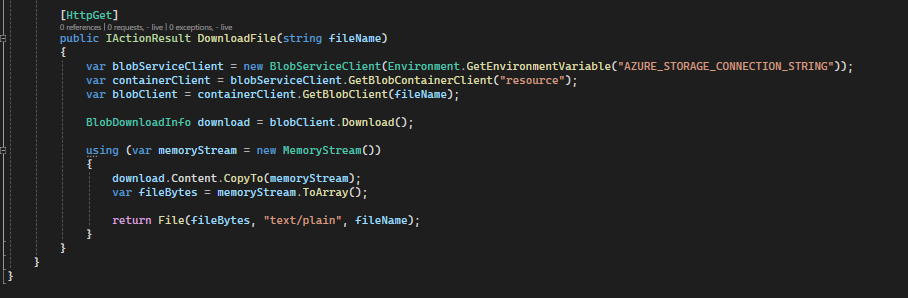 [HttpGet]
0 references | 0 requests, - live | 0 exceptions, - live
public IActionResult DownloadFile(string fileName)
{
var blobServiceClient = new BlobServiceClient(Environment.GetEnvironmentVariable("AZURE_STORAGE_CONNECTION_STRING"));
var containerClient = blobServiceClient.GetBlobContainerClient("resource");
var blobClient = containerClient.GetBlobClient(fileName);
BlobDownloadInfo download = blobClient.Download();
using (var memoryStream = new MemoryStream())
{
download.Content.CopyTo(memoryStream);
var fileBytes = memoryStream.ToArray();
return File(fileBytes, "text/plain", fileName);
}
}
}
}